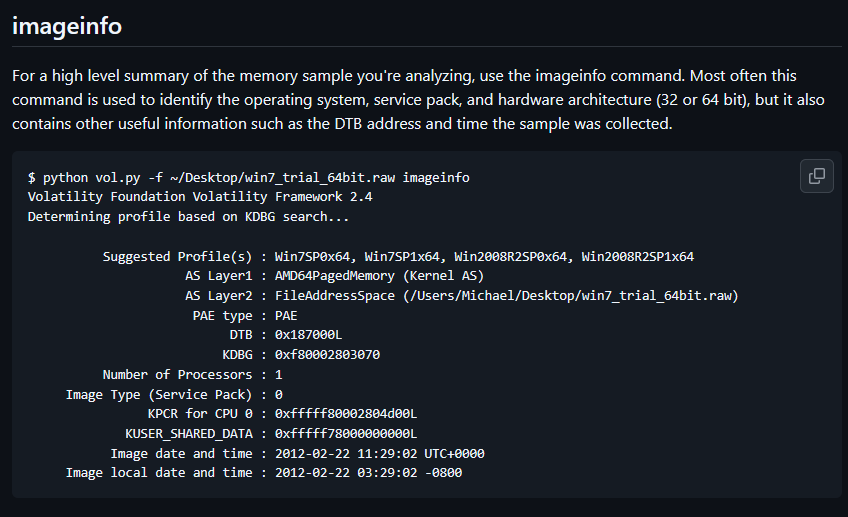 imageinfo
For a high level summary of the memory sample you're analyzing, use the imageinfo command. Most often this
command is used to identify the operating system, service pack, and hardware architecture (32 or 64 bit), but it also
contains other useful information such as the DTB address and time the sample was collected.
$ python vol.py -f ~/Desktop/win7_trial_64bit.raw imageinfo
Volatility Foundation Volatility Framework 2.4
Determining profile based on KDBG search...
Suggested Profile(s) : Win7SP0x64, Win7SP1x64, Win2008R2SP0x64, Win2008R2SP1x64
AS Layer1 : AMD64PagedMemory (Kernel AS)
AS Layer2 : FileAddressSpace (/Users/Michael/Desktop/win7_trial_64bit.raw)
PAE type : PAE
DTB : 0x187000L
KDBG : 0xf80002803070
Number of Processors : 1
Image Type (Service Pack) : 0
KPCR for CPU 0 : 0xfffff80002804d00L
KUSER_SHARED_DATA : 0xfffff78000000000L
Image date and time : 2012-02-22 11:29:02 UTC+0000
Image local date and time : 2012-02-22 03:29:02 -0800